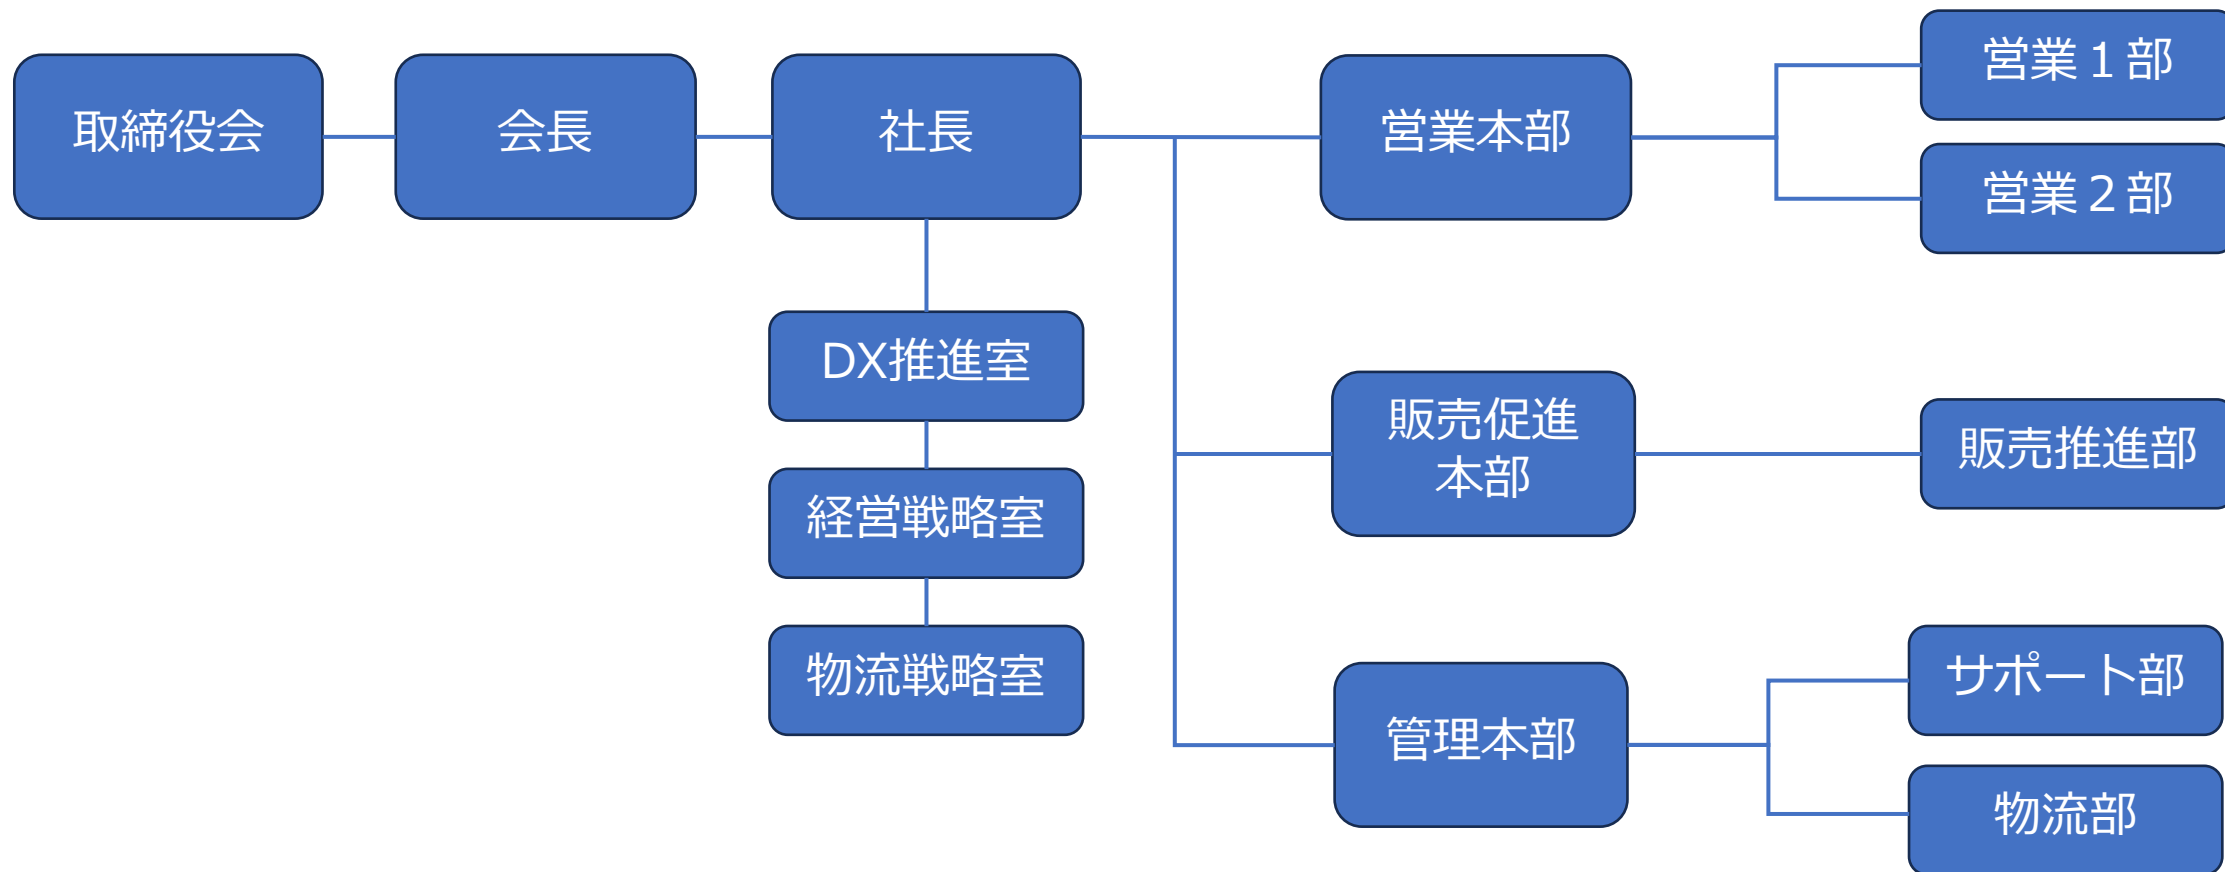 取締役会
会長
社長
営業本部
営業１部
営業２部
DX推進室
経営戦略室
物流戦略室
販売促進
本部
販売推進部
管理本部
サポート部
物流部